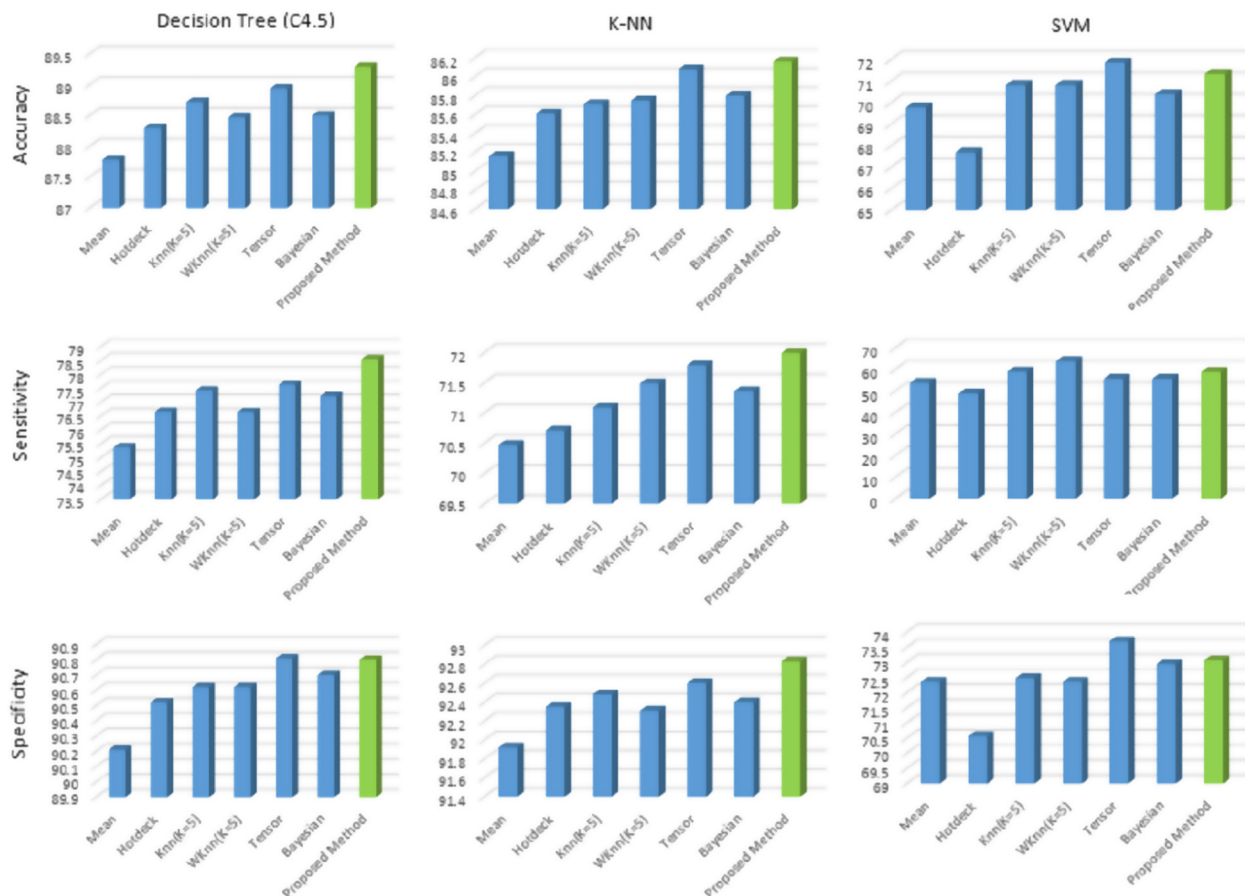 Decision Tree (C4.5)
K-NN
SVM
Accuracy
89.5
89
88.5
88
87.5
87
Mean
Hotdeck
Knn(K=5)
WKnn(K=5)
Tensor
Bayesian
Proposed Method
86.2
86
85.8
85.6
85.4
85.2
85
84.8
84.6
Mean
Hotdeck
Knn(K=5)
WKnn(K=5)
Tensor
Bayesian
Proposed Method
72
71
70
69
68
67
66
65
Mean
Hotdeck
Knn(K=5)
WKnn(K=5)
Tensor
Bayesian
Proposed Method
Sensitivity
79
78.5
78
77.5
77
76.5
76
75.5
75
74.5
74
73.5
Mean
Hotdeck
Knn(K=5)
WKnn(K=5)
Tensor
Bayesian
Proposed Method
72
71.5
71
70.5
70
69.5
Mean
Hotdeck
Knn(K=5)
WKnn(K=5)
Tensor
Bayesian
Proposed Method
70
60
50
40
30
20
10
0
Mean
Hotdeck
Knn(K=5)
WKnn(K=5)
Tensor
Bayesian
Proposed Method
Specificity
90.9
90.8
90.7
90.6
90.5
90.4
90.3
90.2
90.1
90
89.9
Mean
Hotdeck
Knn(K=5)
WKnn(K=5)
Tensor
Bayesian
Proposed Method
93
92.8
92.6
92.4
92.2
92
91.8
91.6
91.4
Mean
Hotdeck
Knn(K=5)
WKnn(K=5)
Tensor
Bayesian
Proposed Method
74
73.5
73
72.5
72
71.5
71
70.5
70
69.5
69
Mean
Hotdeck
Knn(K=5)
WKnn(K=5)
Tensor
Bayesian
Proposed Method